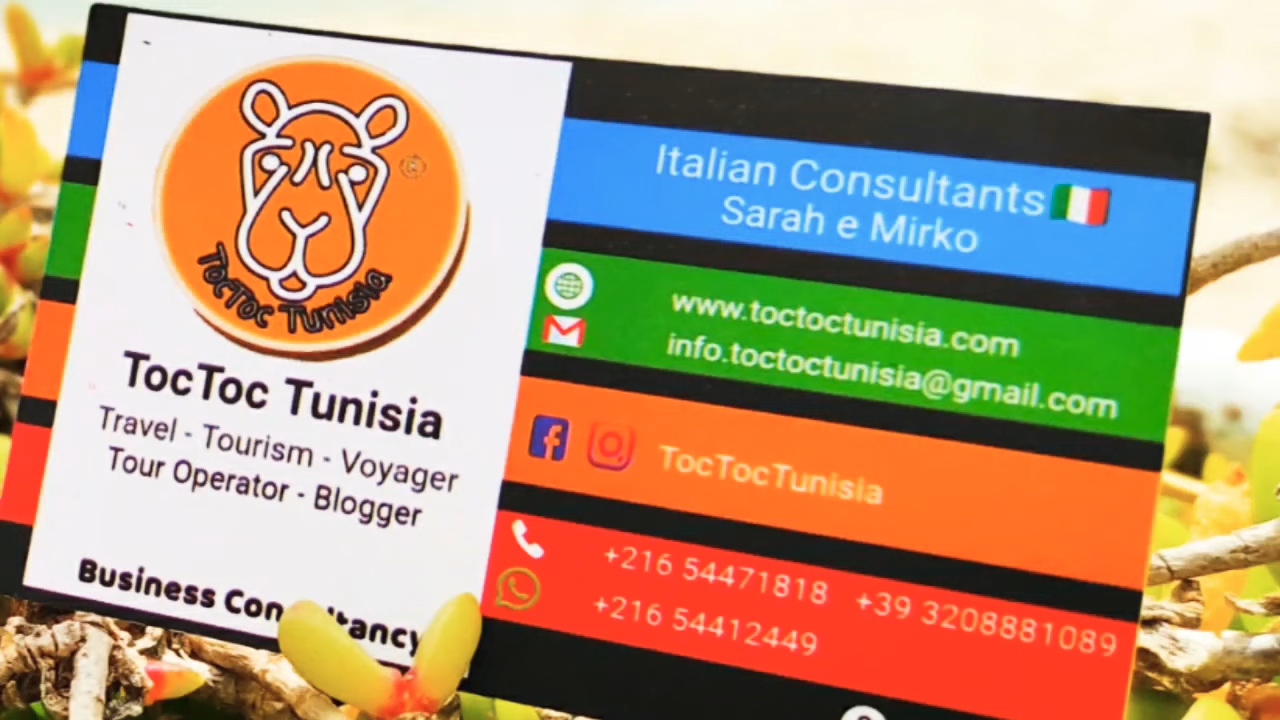 TocToc Tunisia
TocToc Tunisia
Travel - Tourism - Voyager
Tour Operator - Blogger
Business
Italian Consultants
Sarah e Mirko
www.toctoctunisia.com
info.toctoctunisia@gmail.com
TocTocTunisia
+216 54471818 +39 3208881089
+216 54412449